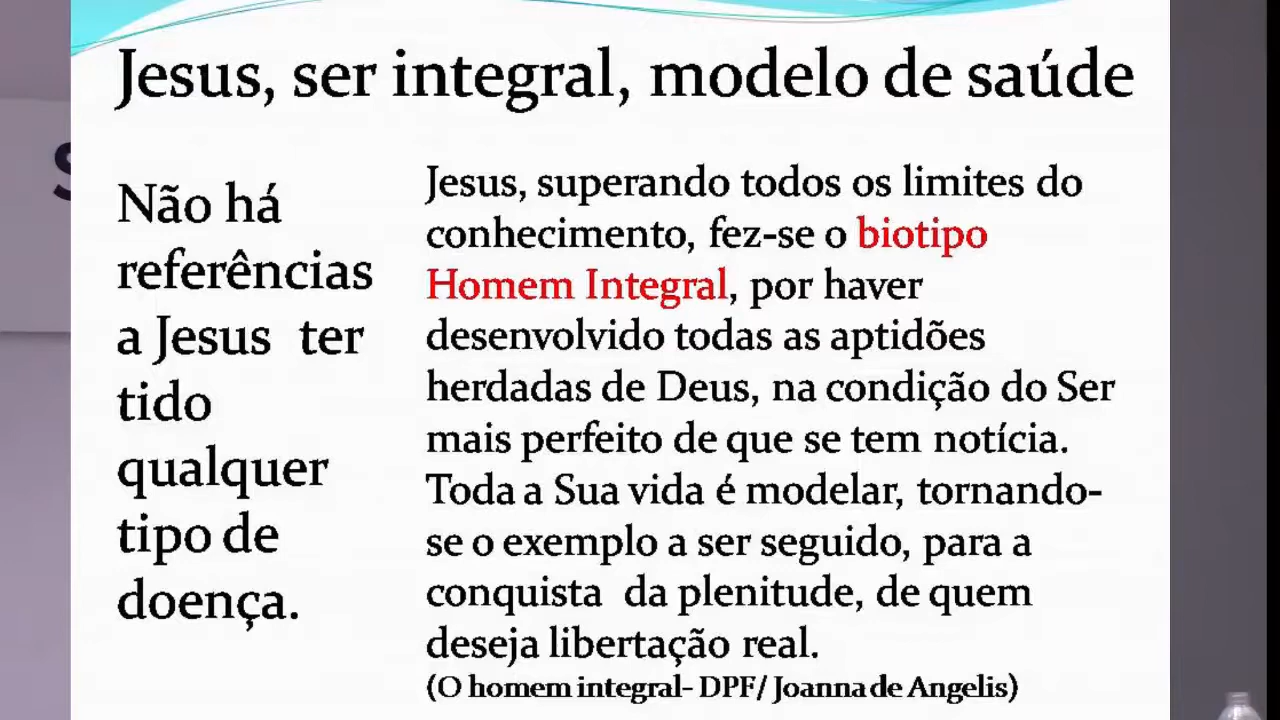 Jesus, ser integral, modelo de saúde
Não há
referências
a Jesus ter
tido
qualquer
tipo de
doença.
Jesus, superando todos os limites do
conhecimento, fez-se o biotipo
Homem Integral, por haver
desenvolvido todas as aptidões
herdadas de Deus, na condição do Ser
mais perfeito de que se tem notícia.
Toda a Sua vida é modelar, tornando-
se o exemplo a ser seguido, para a
conquista da plenitude, de quem
deseja libertação real.
(O homem integral- DPF/ Joanna de Angelis)